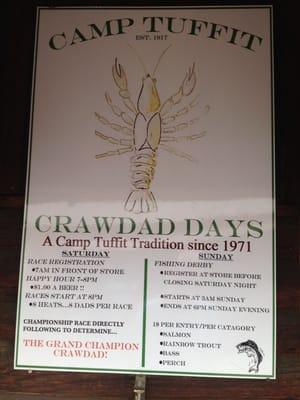 CAMP TUFFIT
EST. 1917
CRAWDAD DAYS
A Camp Tuffit Tradition since 1971
SATURDAY
RACE REGISTRATION
•7AM IN FRONT OF STORE
HAPPY HOUR 7-8PM
•$1.00 A BEER !!
RACES START AT 8PM
•8 HEATS...8 DADS PER RACE
CHAMPIONSHIP RACE DIRECTLY
FOLLOWING TO DETERMINE...
THE GRAND CHAMPION
CRAWDAD!
SUNDAY
FISHING DERBY
•REGISTER AT STORE BEFORE
CLOSING SATURDAY NIGHT
•STARTS AT 5AM SUNDAY
•ENDS AT 6PM SUNDAY EVENING
1$ PER ENTRY/PER CATAGORY
•SALMON
•RAINBOW TROUT
•BASS
•PERCH